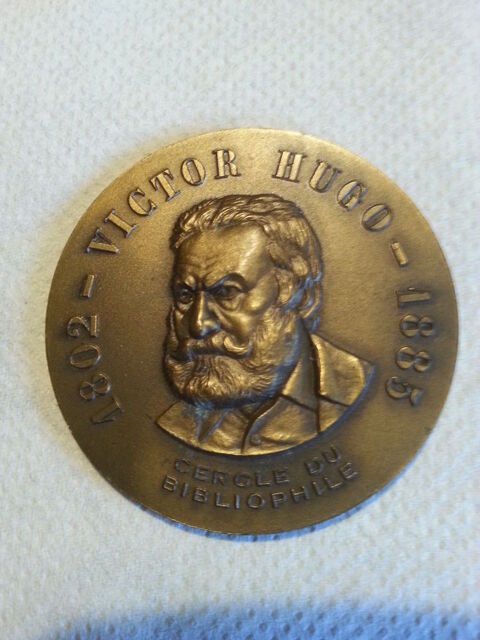 1802 – VICTOR HUGO – 1885
CERCLE DU
BIBLIOPHILE